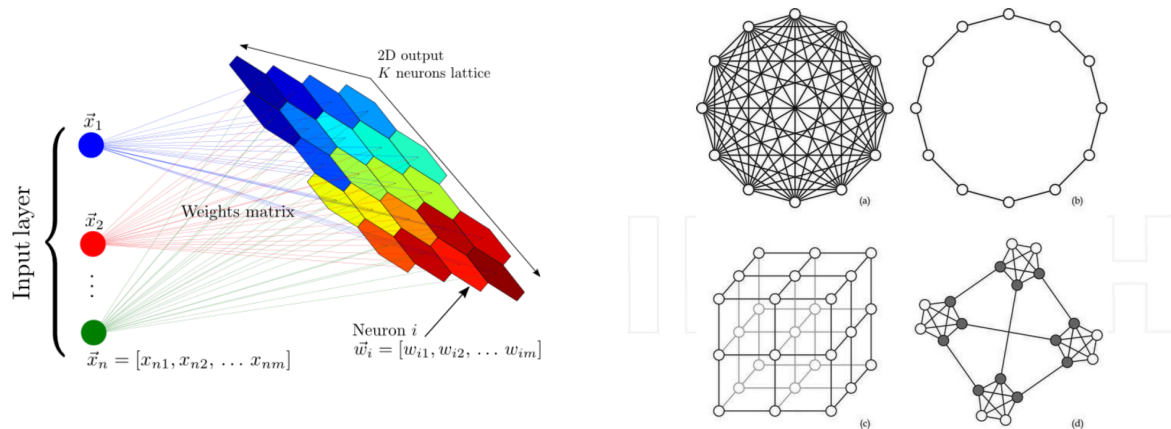 2D output
K neurons lattice
Input layer
x⃗₁
x⃗₂
Weights matrix
Neuron i
x⃗ₙ = [xₙ₁, xₙ₂, … xₙₘ]
w⃗ᵢ = [wᵢ₁, wᵢ₂, … wᵢₘ]
(a)
(b)
(c)
(d)